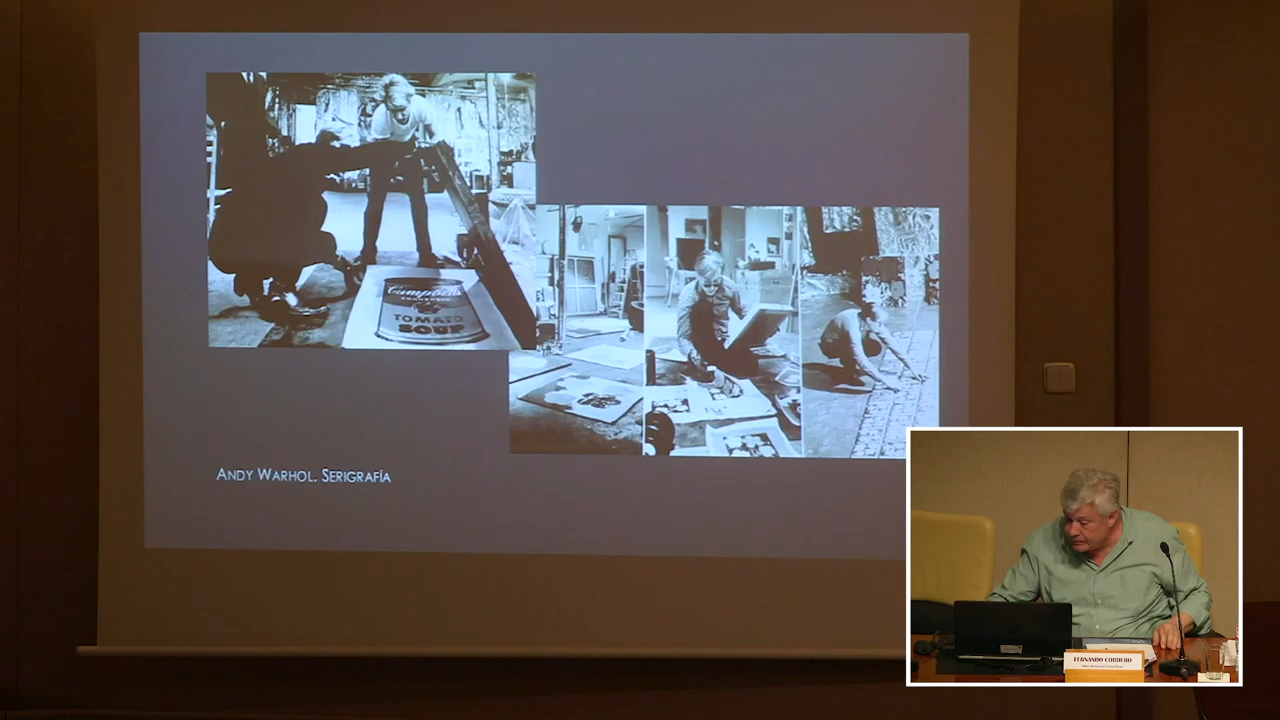 Campbell's
TOMATO
SOUP
ANDY WARHOL. SERIGRAFÍA
FERNANDO CORDERO